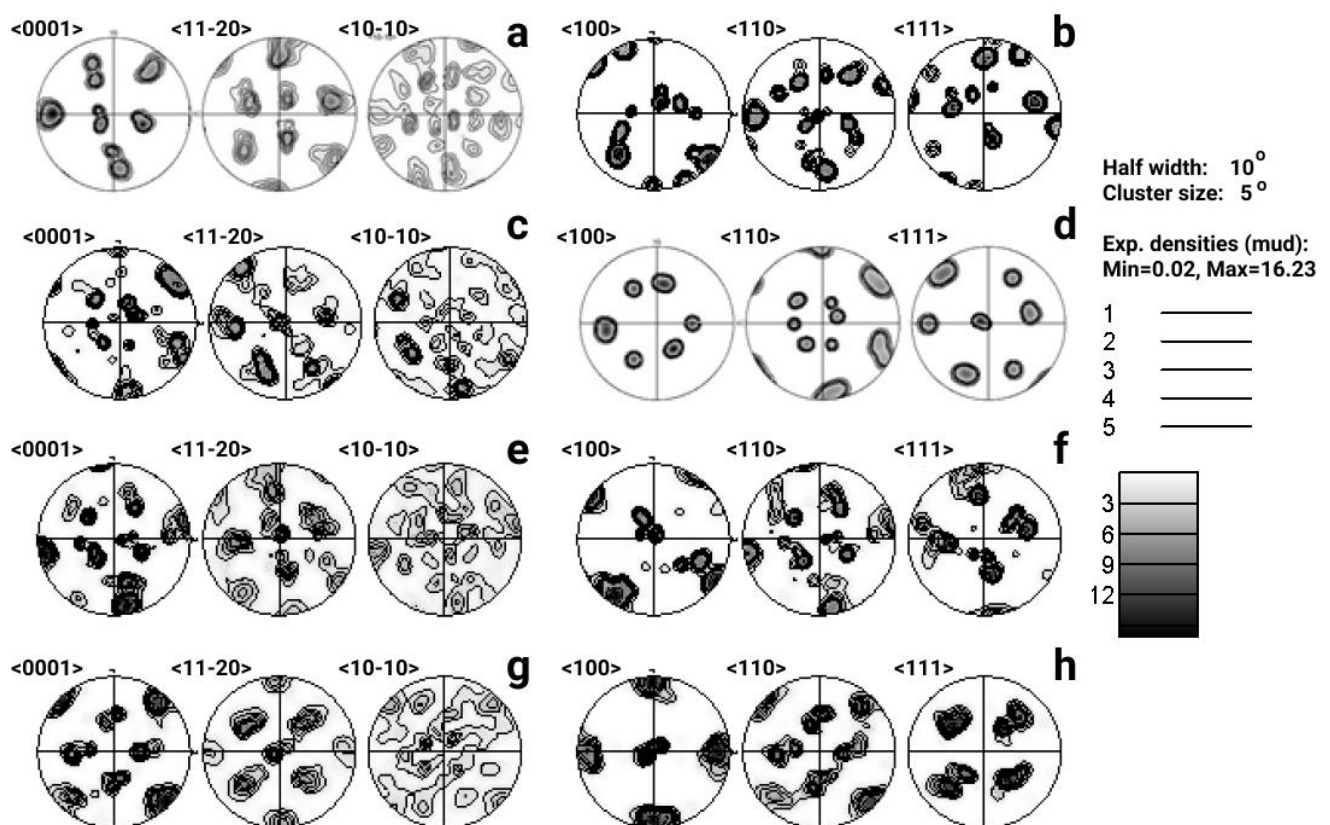 <0001> <11-20> <10-10> a
<100> <110> <111> b
Half width: 10o
Cluster size: 5o
<0001> <11-20> <10-10> c
<100> <110> <111> d
Exp. densities (mud):
Min=0.02, Max=16.23
1
2
3
4
5
<0001> <11-20> <10-10> e
<100> <110> <111> f
3
6
9
12
<0001> <11-20> <10-10> g
<100> <110> <111> h